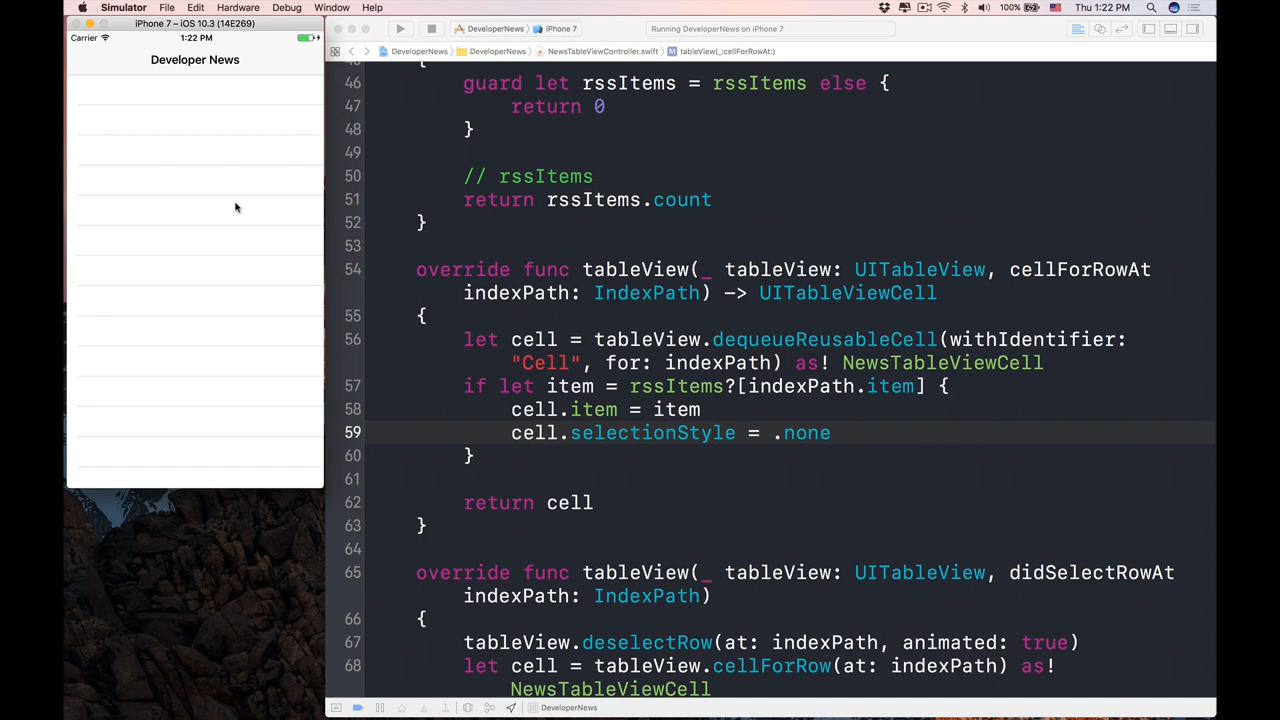 Simulator File Edit Hardware Debug Window Help 100% Thu 1:22 PM
iPhone 7 – iOS 10.3 (14E269)
Carrier 1:22 PM
Developer News
DeveloperNews iPhone 7 Running DeveloperNews on iPhone 7
DeveloperNews DeveloperNews NewsTableViewController.swift M tableView(_:cellForRowAt:)
{
46 guard let rssItems = rssItems else {
47 return 0
48 }
49
50 // rssItems
51 return rssItems.count
52 }
53
54 override func tableView(_ tableView: UITableView, cellForRowAt
indexPath: IndexPath) -> UITableViewCell
55 {
56 let cell = tableView.dequeueReusableCell(withIdentifier:
"Cell", for: indexPath) as! NewsTableViewCell
57 if let item = rssItems?[indexPath.item] {
58 cell.item = item
59 cell.selectionStyle = .none
60 }
61
62 return cell
63 }
64
65 override func tableView(_ tableView: UITableView, didSelectRowAt
indexPath: IndexPath)
66 {
67 tableView.deselectRow(at: indexPath, animated: true)
68 let cell = tableView.cellForRow(at: indexPath) as!
NewsTableViewCell
DeveloperNews